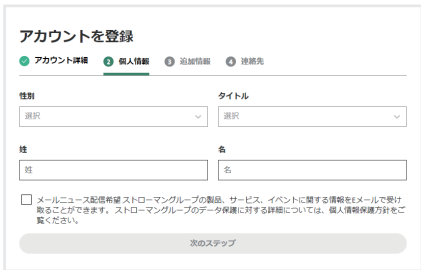 アカウントを登録
アカウント詳細 2 個人情報 3 追加情報 4 連絡先
性別 タイトル
選択 選択
姓 名
姓 名
メールニュース配信希望 ストローマングループの製品、サービス、イベントに関する情報をEメールで受け
取ることができます。 ストローマングループのデータ保護に対する詳細については、個人情報保護方針をご
覧ください。
次のステップ